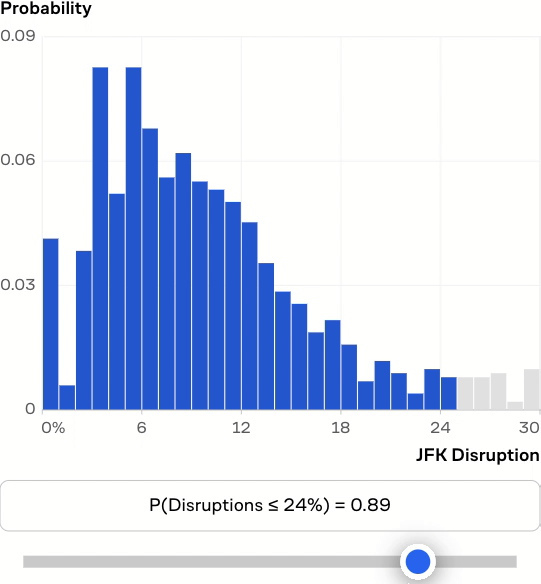 Probability
0.09
0.06
0.03
0
0% 6 12 18 24 30
JFK Disruption
P(Disruptions ≤ 24%) = 0.89